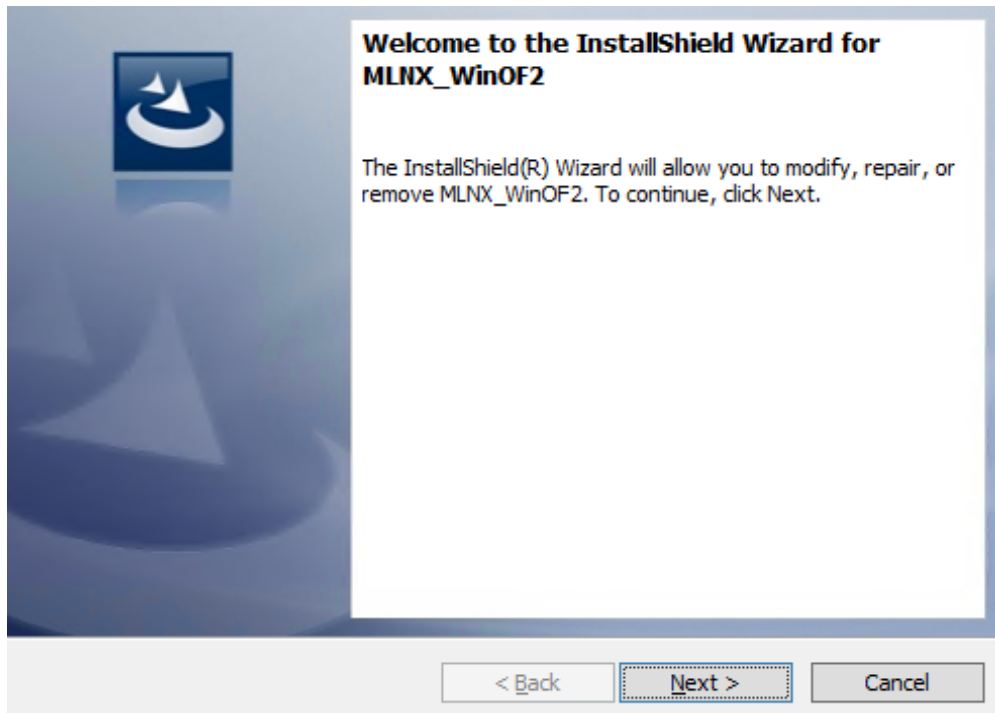 Welcome to the InstallShield Wizard for
MLNX_WinOF2
The InstallShield(R) Wizard will allow you to modify, repair, or
remove MLNX_WinOF2. To continue, click Next.
< Back
Next >
Cancel